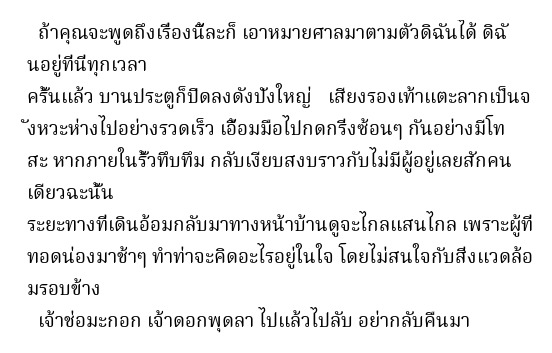 ถ้าคุณจะพูดถึงเรื่องนี้ละก็ เอาหมายศาลมาตามตัวดิฉันได้ ดิฉั
นอยู่ที่นี่ทุกเวลา
ครั้นแล้ว บานประตูก็ปิดลงดังปังใหญ่ เสียงรองเท้าแตะลากเป็นจ
ังหวะห่างไปอย่างรวดเร็ว เอื้อมมือไปกดกริ่งซ้อนๆ กันอย่างมีโท
สะ หากภายในรั้วทึบทึม กลับเงียบสงบราวกับไม่มีผู้อยู่เลยสักคน
เดียวฉะนั้น
ระยะทางที่เดินอ้อมกลับมาทางหน้าบ้านดูจะไกลแสนไกล เพราะผู้ที่
ทอดน่องมาช้าๆ ทำท่าจะคิดอะไรอยู่ในใจ โดยไม่สนใจกับสิ่งแวดล้อ
มรอบข้าง
เจ้าช่อมะกอก เจ้าดอกพุดลา ไปแล้วไปลับ อย่ากลับคืนมา